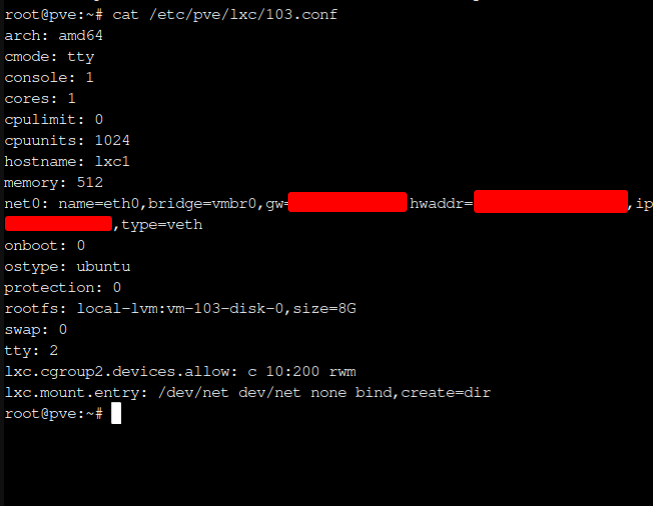 root@pve:~# cat /etc/pve/lxc/103.conf
arch: amd64
cmode: tty
console: 1
cores: 1
cpulimit: 0
cpuunits: 1024
hostname: lxc1
memory: 512
net0: name=eth0,bridge=vmbr0,gw= hwaddr= ,ip
,type=veth
onboot: 0
ostype: ubuntu
protection: 0
rootfs: local-lvm:vm-103-disk-0,size=8G
swap: 0
tty: 2
lxc.cgroup2.devices.allow: c 10:200 rwm
lxc.mount.entry: /dev/net dev/net none bind,create=dir
root@pve:~#